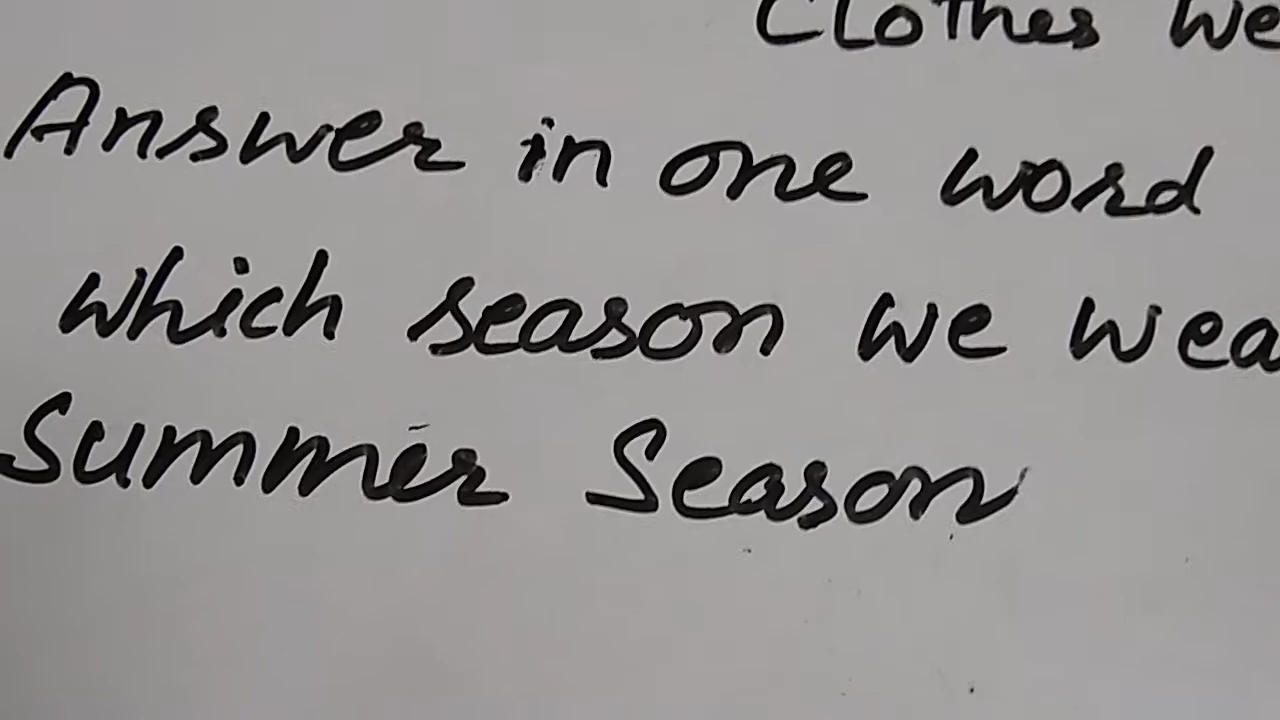 Clothes we
Answer in one word
which season we wea
Summer Season